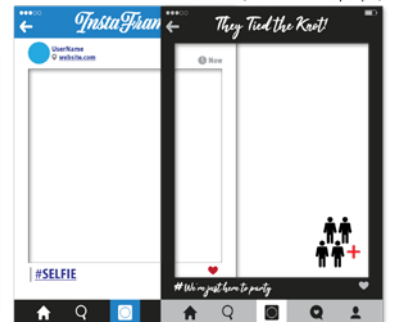 InstaFram
UserName
website.com
Now
#SELFIE
They Tied the Knot!
# We're just here to party